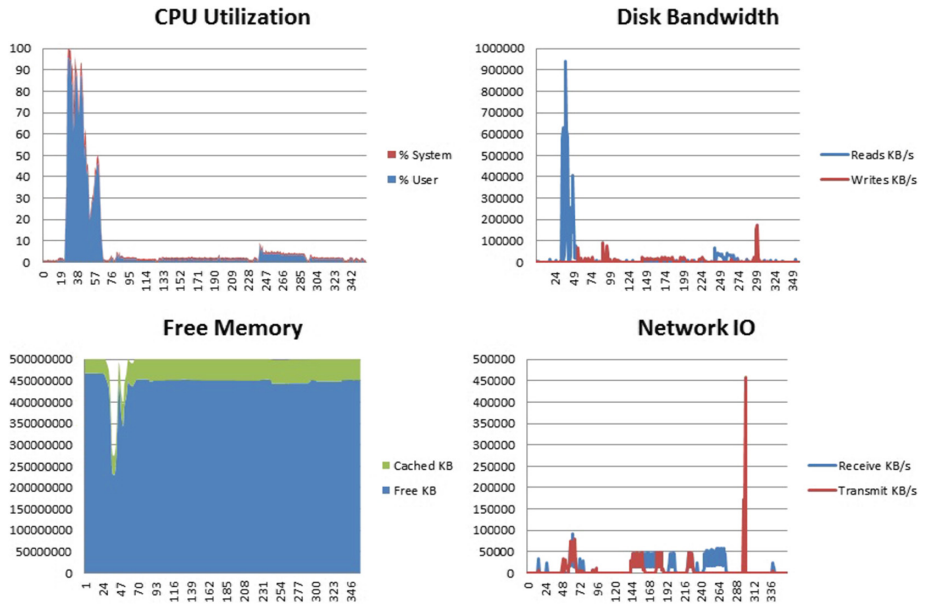 CPU Utilization
100
90
80
70
60
50
40
30
20
10
0
0 19 38 57 76 95 114 133 152 171 190 209 228 247 266 285 304 323 342
% System
% User
Disk Bandwidth
1000000
900000
800000
700000
600000
500000
400000
300000
200000
100000
0
24 49 74 99 124 149 174 199 224 249 274 299 324 349
Reads KB/s
Writes KB/s
Free Memory
500000000
450000000
400000000
350000000
300000000
250000000
200000000
150000000
100000000
50000000
0
1 24 47 70 93 116 139 162 185 208 231 254 277 300 323 346
Cached KB
Free KB
Network IO
500000
450000
400000
350000
300000
250000
200000
150000
100000
50000
0
0 24 48 72 96 120 144 168 192 216 240 264 288 312 336
Receive KB/s
Transmit KB/s